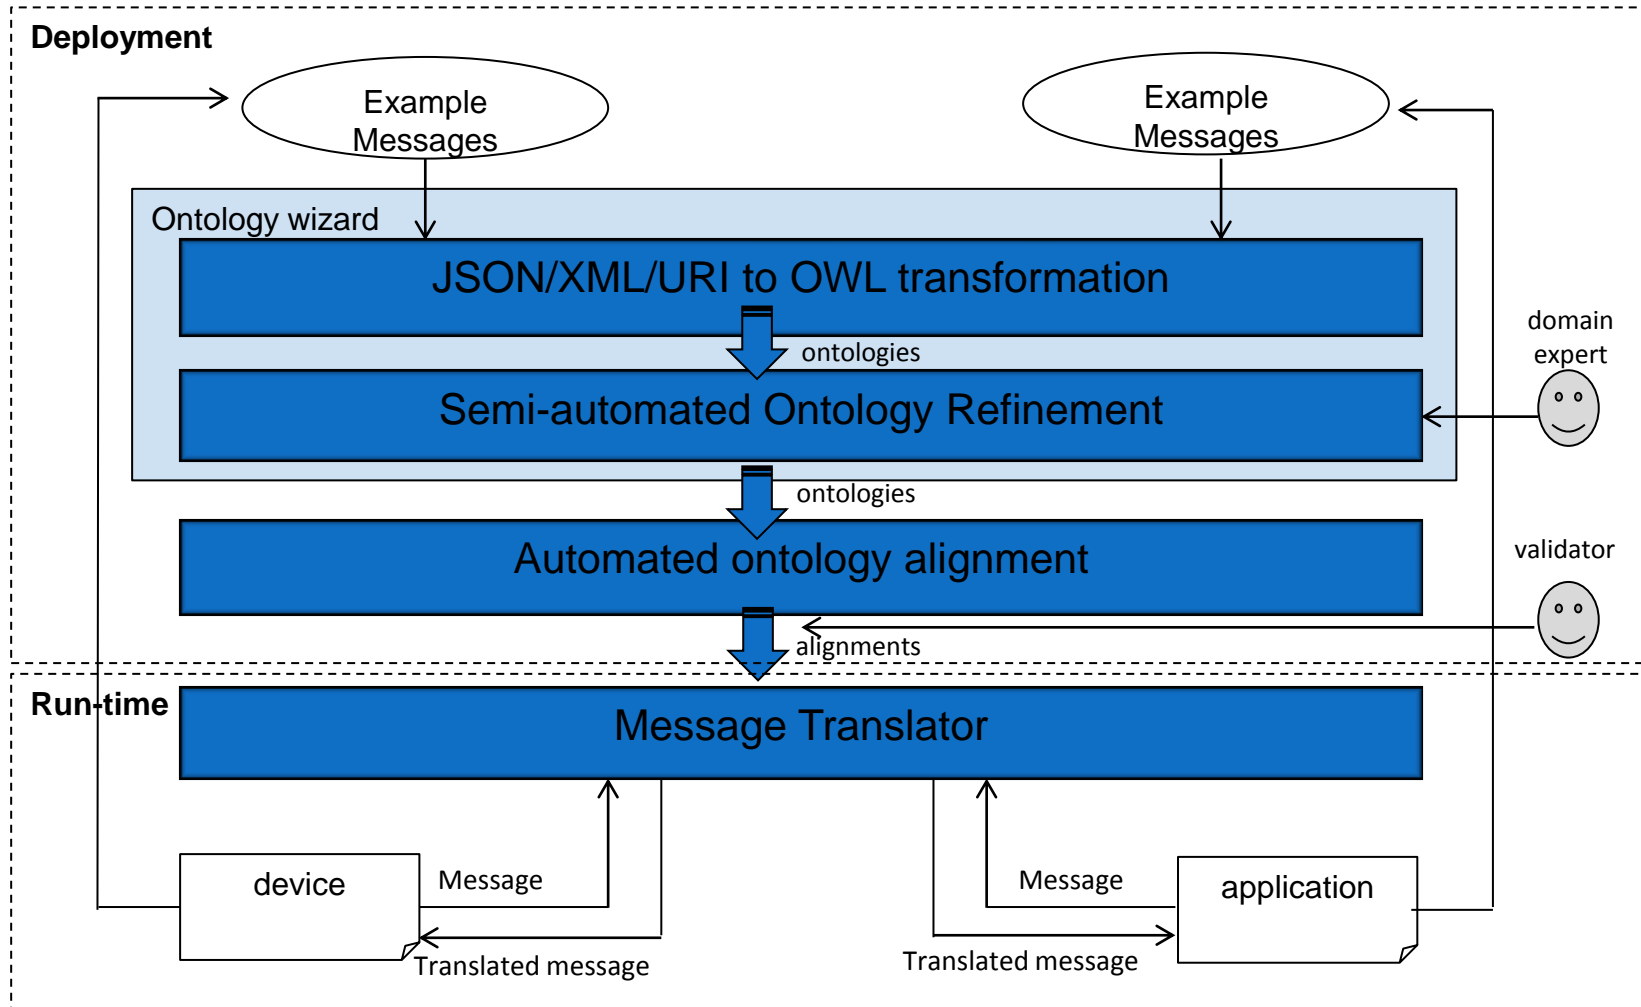 Deployment
Example
Messages
Example
Messages
Ontology wizard
JSON/XML/URI to OWL transformation
ontologies
domain
expert
Semi-automated Ontology Refinement
ontologies
Automated ontology alignment
validator
alignments
Run-time
Message Translator
device
Message
Message
application
Translated message
Translated message